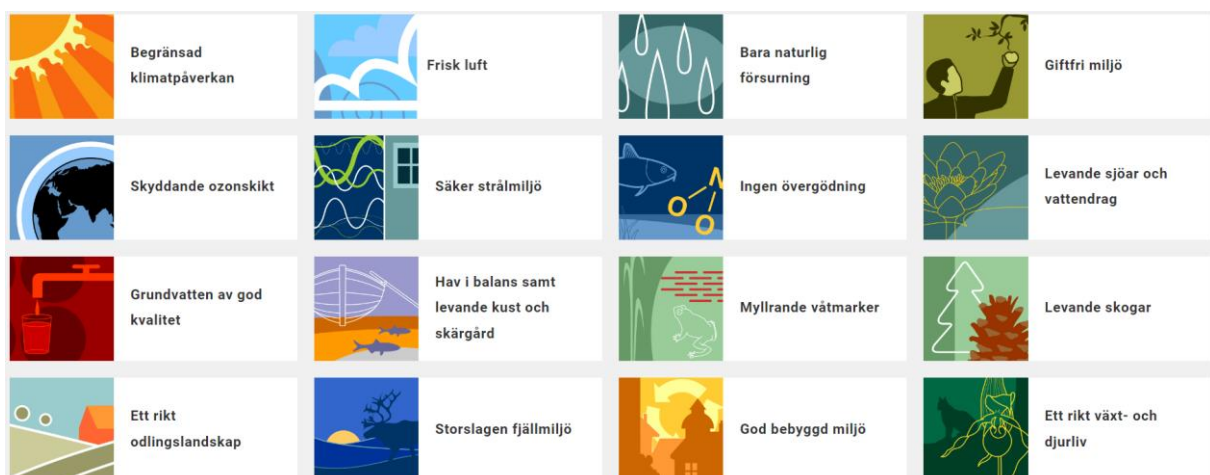 Begränsad
klimatpåverkan
Frisk luft
Bara naturlig
försurning
Giftfri miljö
Skyddande ozonskikt
Säker strålmiljö
Ingen övergödning
N
O
O
Levande sjöar och
vattendrag
Grundvatten av god
kvalitet
Hav i balans samt
levande kust och
skärgård
Myllrande våtmarker
Levande skogar
Ett rikt
odlingslandskap
Storslagen fjällmiljö
God bebyggd miljö
Ett rikt växt- och
djurliv